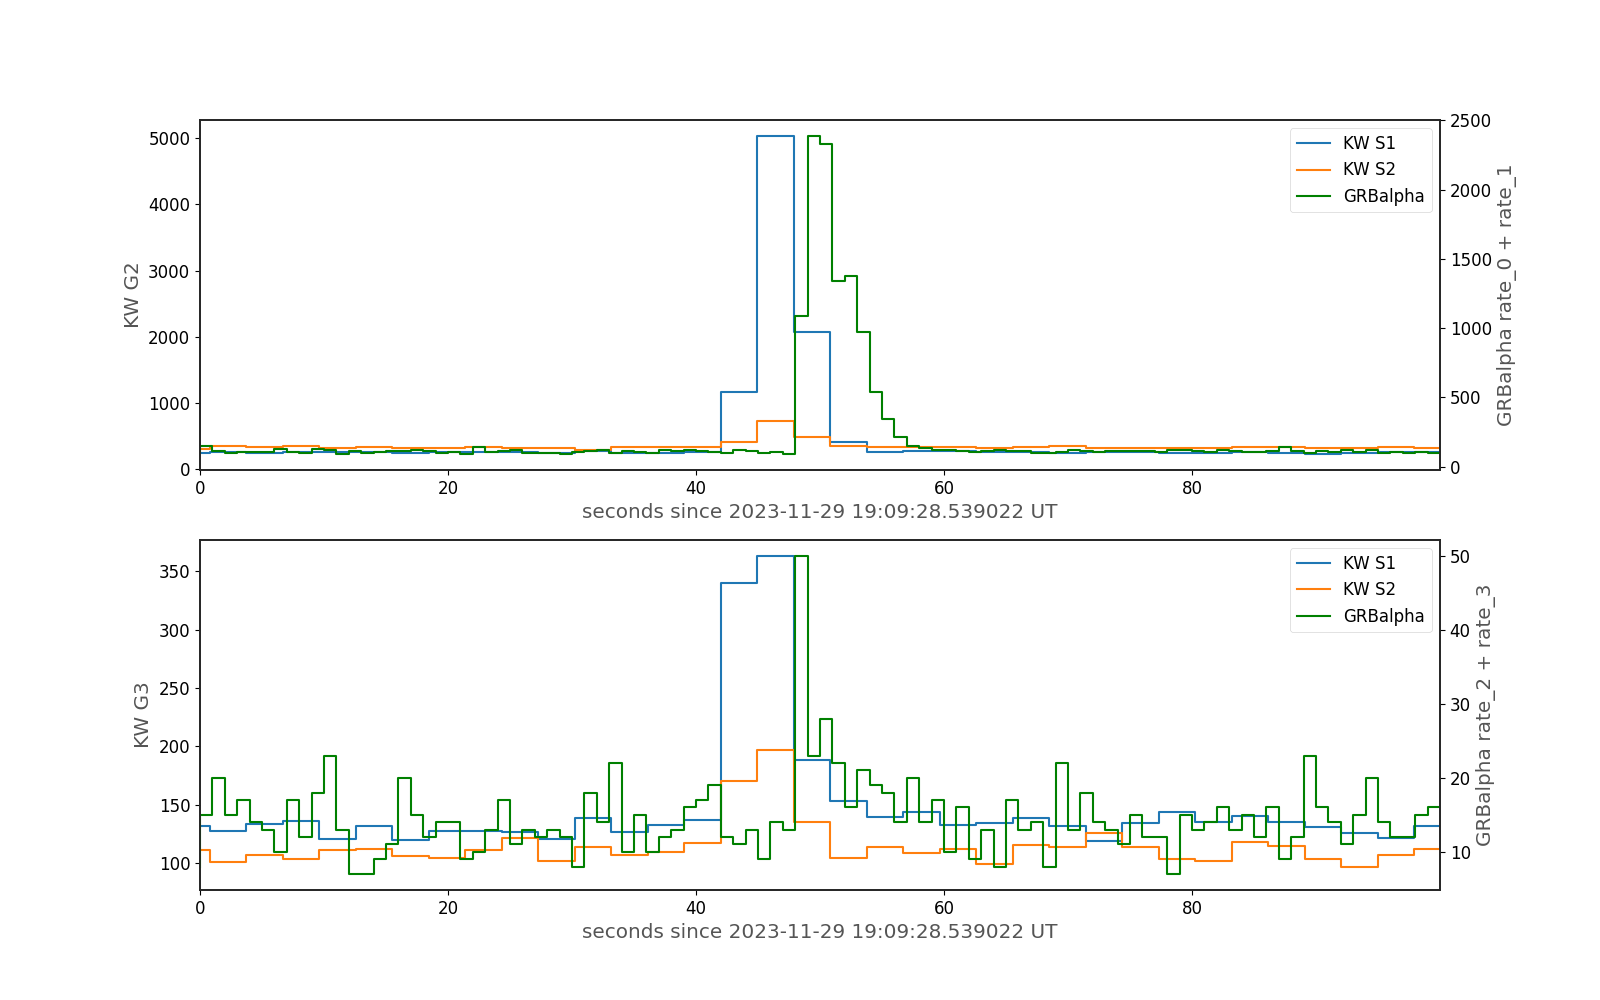 5000
4000
3000
2000
1000
0
KW G2
2500
2000
1500
1000
500
0
GRBalpha rate_0 + rate_1
KW S1
KW S2
GRBalpha
0 20 40 60 80
seconds since 2023-11-29 19:09:28.539022 UT
350
300
250
200
150
100
KW G3
50
40
30
20
10
GRBalpha rate_2 + rate_3
KW S1
KW S2
GRBalpha
0 20 40 60 80
seconds since 2023-11-29 19:09:28.539022 UT